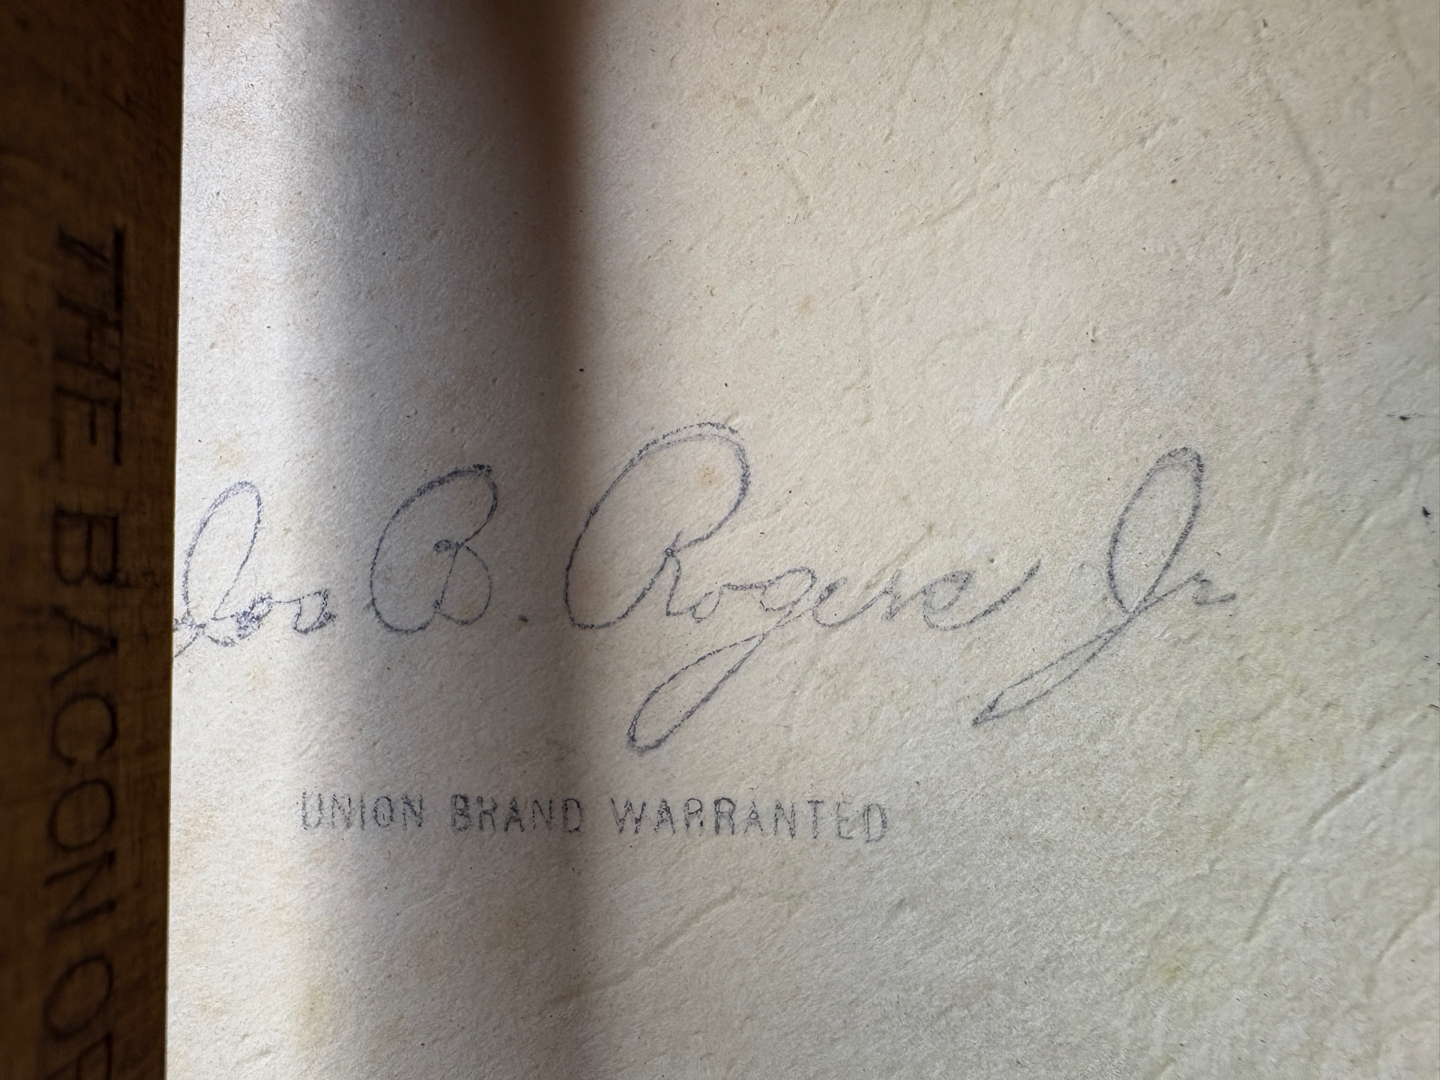 Jos B. Rogers Jr
UNION BRAND WARRANTED
THE BACON